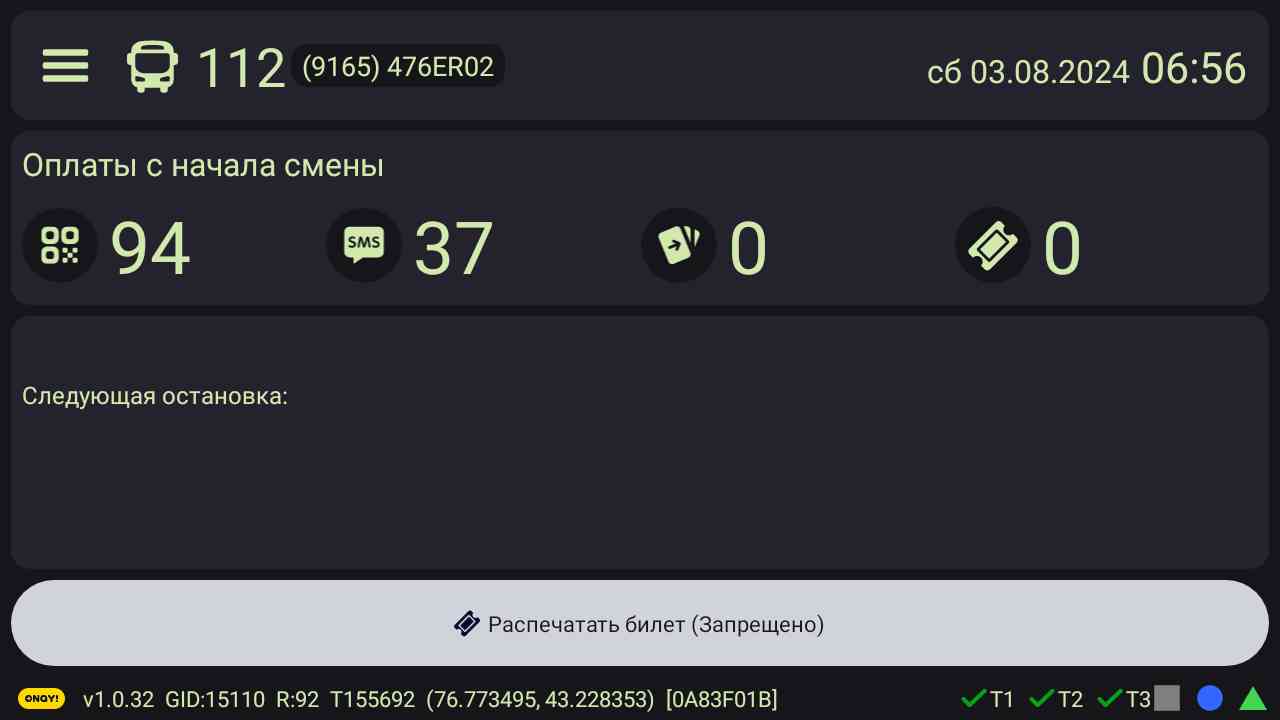 112 (9165) 476ER02 сб 03.08.2024 06:56
Оплаты с начала смены
94 SMS 37 0 0
Следующая остановка:
Распечатать билет (Запрещено)
ONAY! v1.0.32 GID:15110 R:92 T155692 (76.773495, 43.228353) [0A83F01B] T1 T2 T3